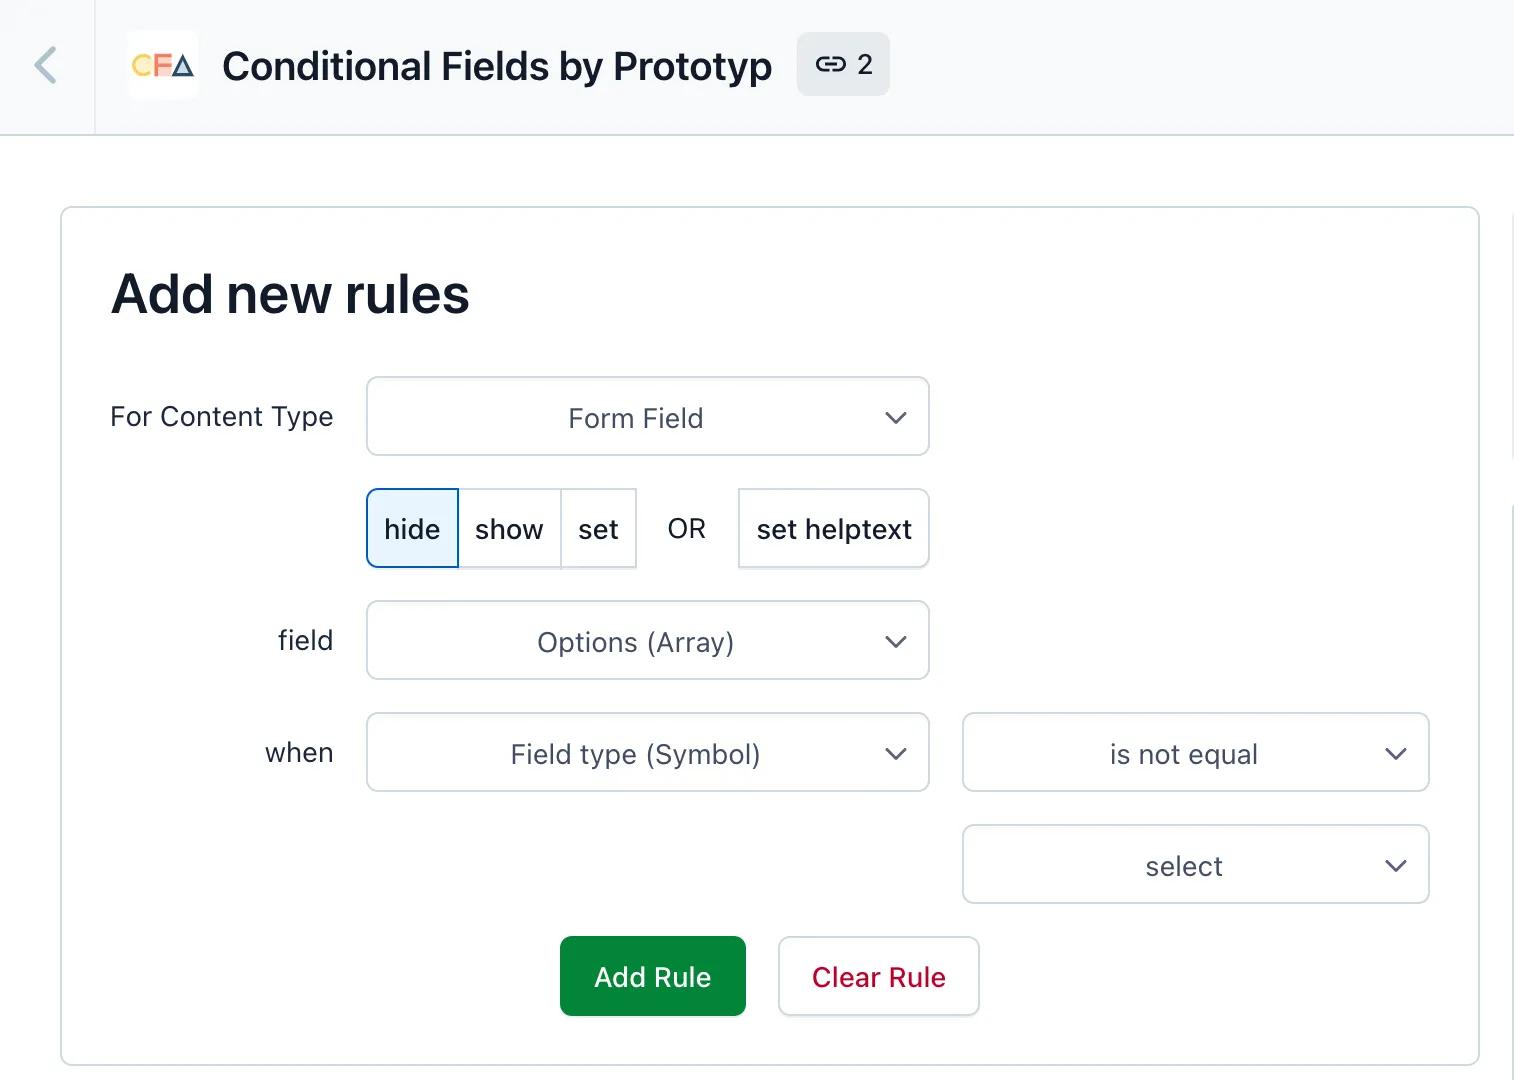 CFA Conditional Fields by Prototyp 2
Add new rules
For Content Type Form Field
hide show set OR set helptext
field Options (Array)
when Field type (Symbol) is not equal
select
Add Rule Clear Rule